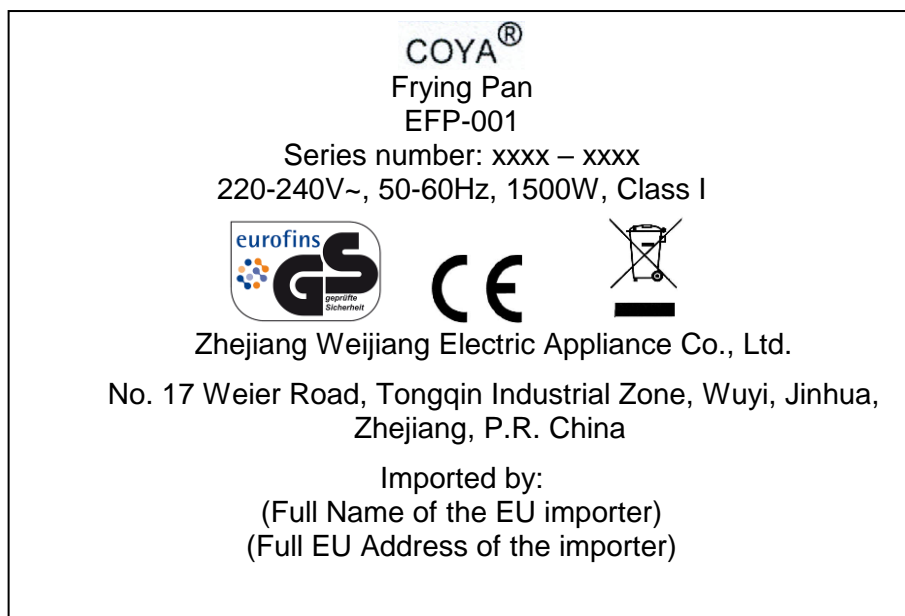 COYA®
Frying Pan
EFP-001
Series number: xxxx – xxxx
220-240V~, 50-60Hz, 1500W, Class I
eurofins
GS
geprüfte
Sicherheit
CE
Zhejiang Weijiang Electric Appliance Co., Ltd.
No. 17 Weier Road, Tongqin Industrial Zone, Wuyi, Jinhua,
Zhejiang, P.R. China
Imported by:
(Full Name of the EU importer)
(Full EU Address of the importer)